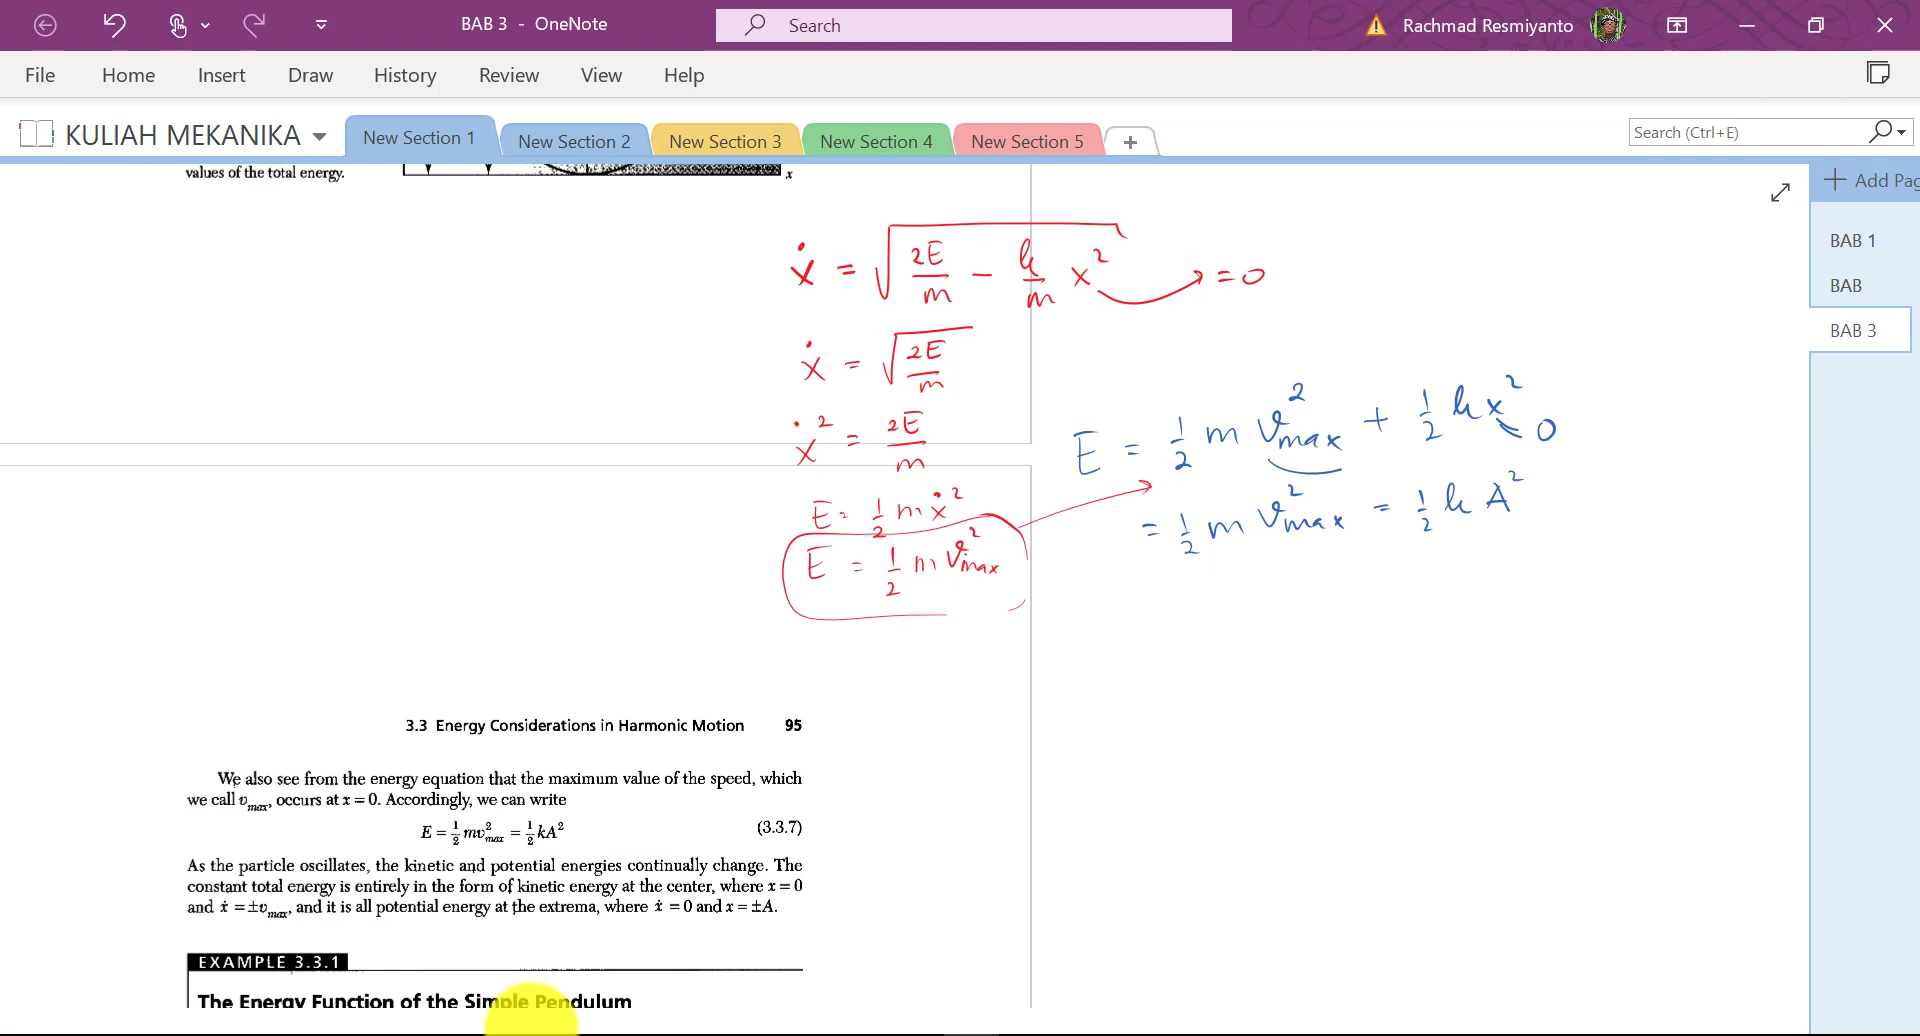 BAB 3 - OneNote
Search
Rachmad Resmiyanto
File Home Insert Draw History Review View Help
KULIAH MEKANIKA
New Section 1
New Section 2
New Section 3
New Section 4
New Section 5
+
Search (Ctrl+E)
Add Pag
BAB 1
BAB
BAB 3
values of the total energy.
x
ẋ = √(2E/m − k/m x²) = 0
ẋ = √(2E/m)
ẋ² = 2E/m
E = ½ m ẋ²
E = ½ m v²max
E = ½ m v²max + ½ k x² 0
= ½ m v²max = ½ k A²
3.3 Energy Considerations in Harmonic Motion 95
We also see from the energy equation that the maximum value of the speed, which
we call vmax, occurs at x = 0. Accordingly, we can write
E = ½ mv²max = ½ kA² (3.3.7)
As the particle oscillates, the kinetic and potential energies continually change. The
constant total energy is entirely in the form of kinetic energy at the center, where x = 0
and ẋ = ±vmax, and it is all potential energy at the extrema, where ẋ = 0 and x = ±A.
EXAMPLE 3.3.1
The Energy Function of the Simple Pendulum